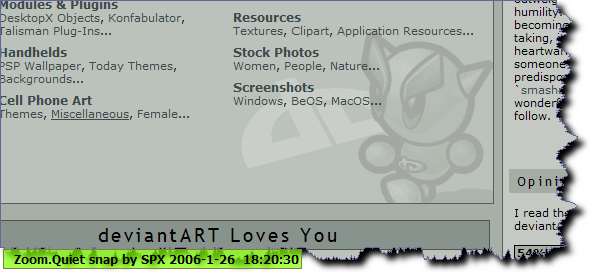 Modules & Plugins
DesktopX Objects, Konfabulator,
Talisman Plug-Ins...
Handhelds
PSP Wallpaper, Today Themes,
Backgrounds...
Cell Phone Art
Themes, Miscellaneous, Female...
Resources
Textures, Clipart, Application Resources...
Stock Photos
Women, People, Nature...
Screenshots
Windows, BeOS, MacOS...
deviantART Loves You
humility
becoming
taking,
heartwa
someone
predispo
`smashe
wonderf
follow.
Opini
I read th
deviant
54%
Zoom.Quiet snap by SPX 2006-1-26 18:20:30